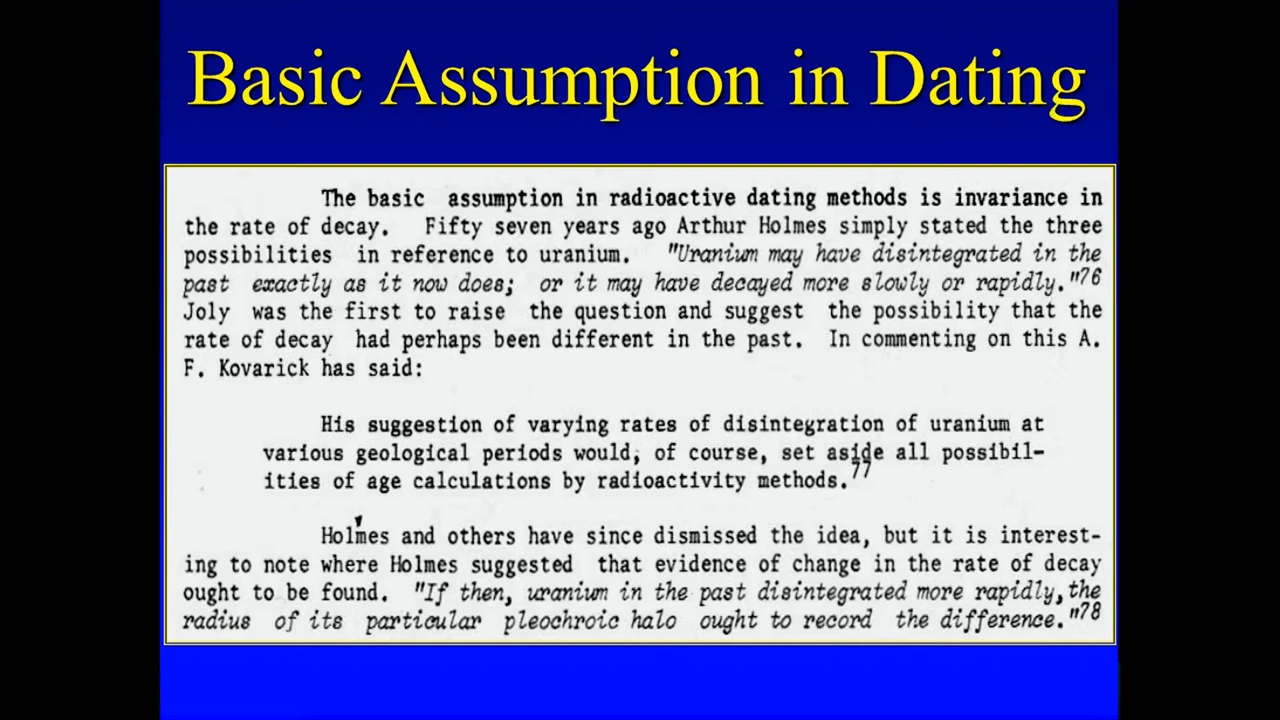 Basic Assumption in Dating
The basic assumption in radioactive dating methods is invariance in
the rate of decay. Fifty seven years ago Arthur Holmes simply stated the three
possibilities in reference to uranium. "Uranium may have disintegrated in the
past exactly as it now does; or it may have decayed more slowly or rapidly."76
Joly was the first to raise the question and suggest the possibility that the
rate of decay had perhaps been different in the past. In commenting on this A.
F. Kovarick has said:
His suggestion of varying rates of disintegration of uranium at
various geological periods would, of course, set aside all possibil-
ities of age calculations by radioactivity methods.77
Holmes and others have since dismissed the idea, but it is interest-
ing to note where Holmes suggested that evidence of change in the rate of decay
ought to be found. "If then, uranium in the past disintegrated more rapidly, the
radius of its particular pleochroic halo ought to record the difference."78